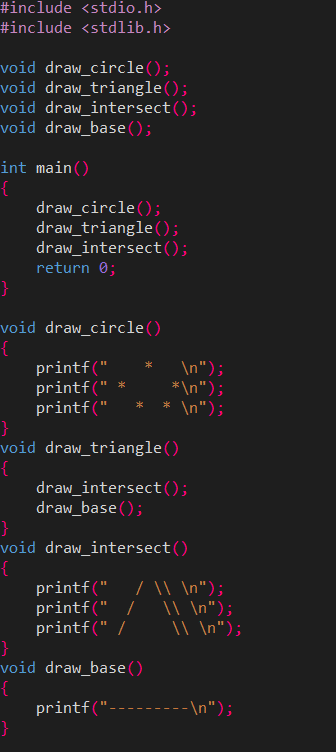 #include <stdio.h>
#include <stdlib.h>

void draw_circle();
void draw_triangle();
void draw_intersect();
void draw_base();

int main()
{
    draw_circle();
    draw_triangle();
    draw_intersect();
    return 0;
}

void draw_circle()
{
    printf("    *   \n");
    printf(" *     *\n");
    printf("   *  * \n");
}
void draw_triangle()
{
    draw_intersect();
    draw_base();
}
void draw_intersect()
{
    printf("   / \\ \n");
    printf("  /   \\ \n");
    printf(" /     \\ \n");
}
void draw_base()
{
    printf("---------\n");
}